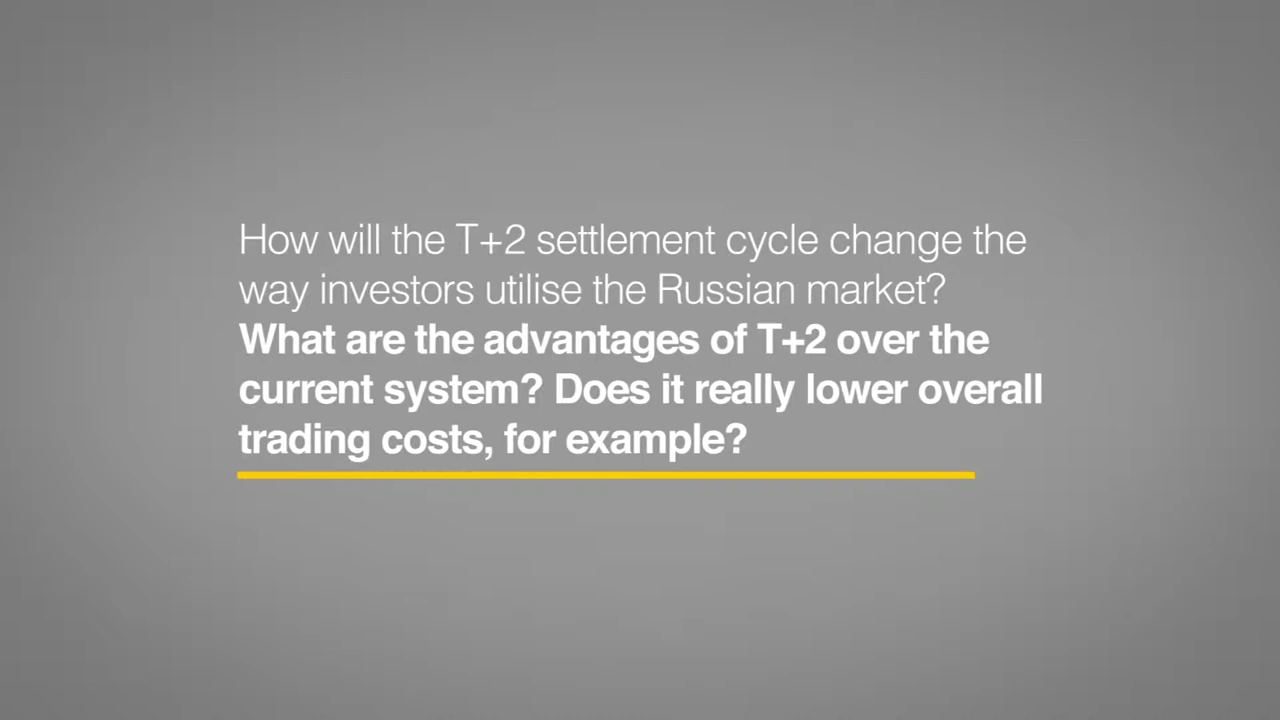 How will the T+2 settlement cycle change the
way investors utilise the Russian market?
What are the advantages of T+2 over the
current system? Does it really lower overall
trading costs, for example?